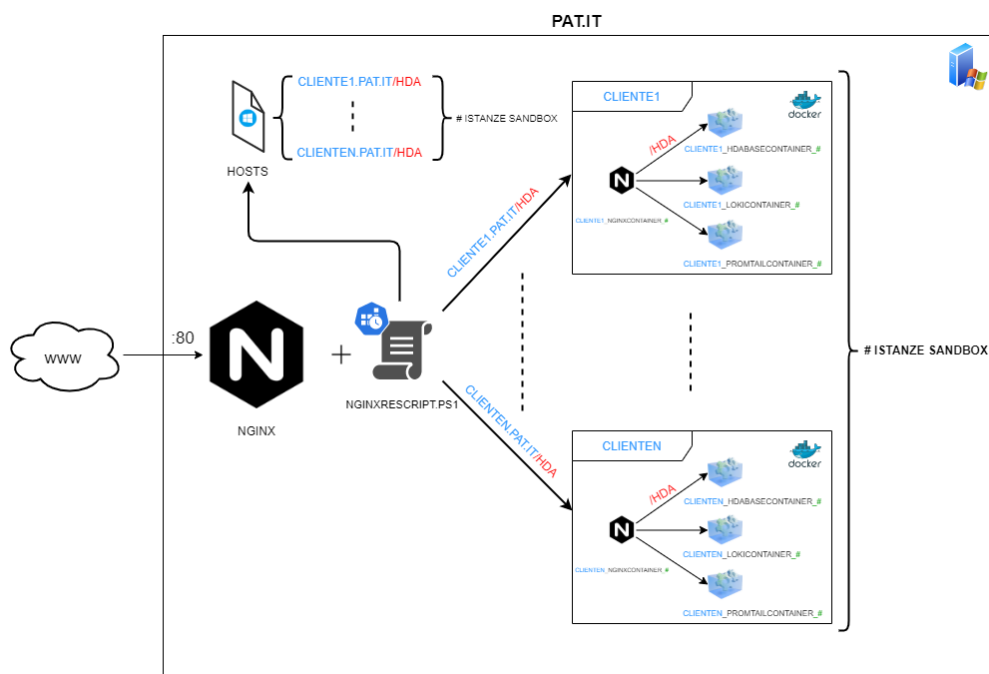 PAT.IT
CLIENTE1.PAT.IT/HDA
CLIENTEN.PAT.IT/HDA
# ISTANZE SANDBOX
HOSTS
WWW
:80
NGINX
+
NGINXRESCRIPT.PS1
CLIENTE1.PAT.IT/HDA
CLIENTEN.PAT.IT/HDA
CLIENTE1
docker
/HDA
CLIENTE1_HDABASECONTAINER_#
CLIENTE1_LOKICONTAINER_#
CLIENTE1_NGINXCONTAINER_#
CLIENTE1_PROMTAILCONTAINER_#
# ISTANZE SANDBOX
CLIENTEN
docker
/HDA
CLIENTEN_HDABASECONTAINER_#
CLIENTEN_LOKICONTAINER_#
CLIENTEN_NGINXCONTAINER_#
CLIENTEN_PROMTAILCONTAINER_#